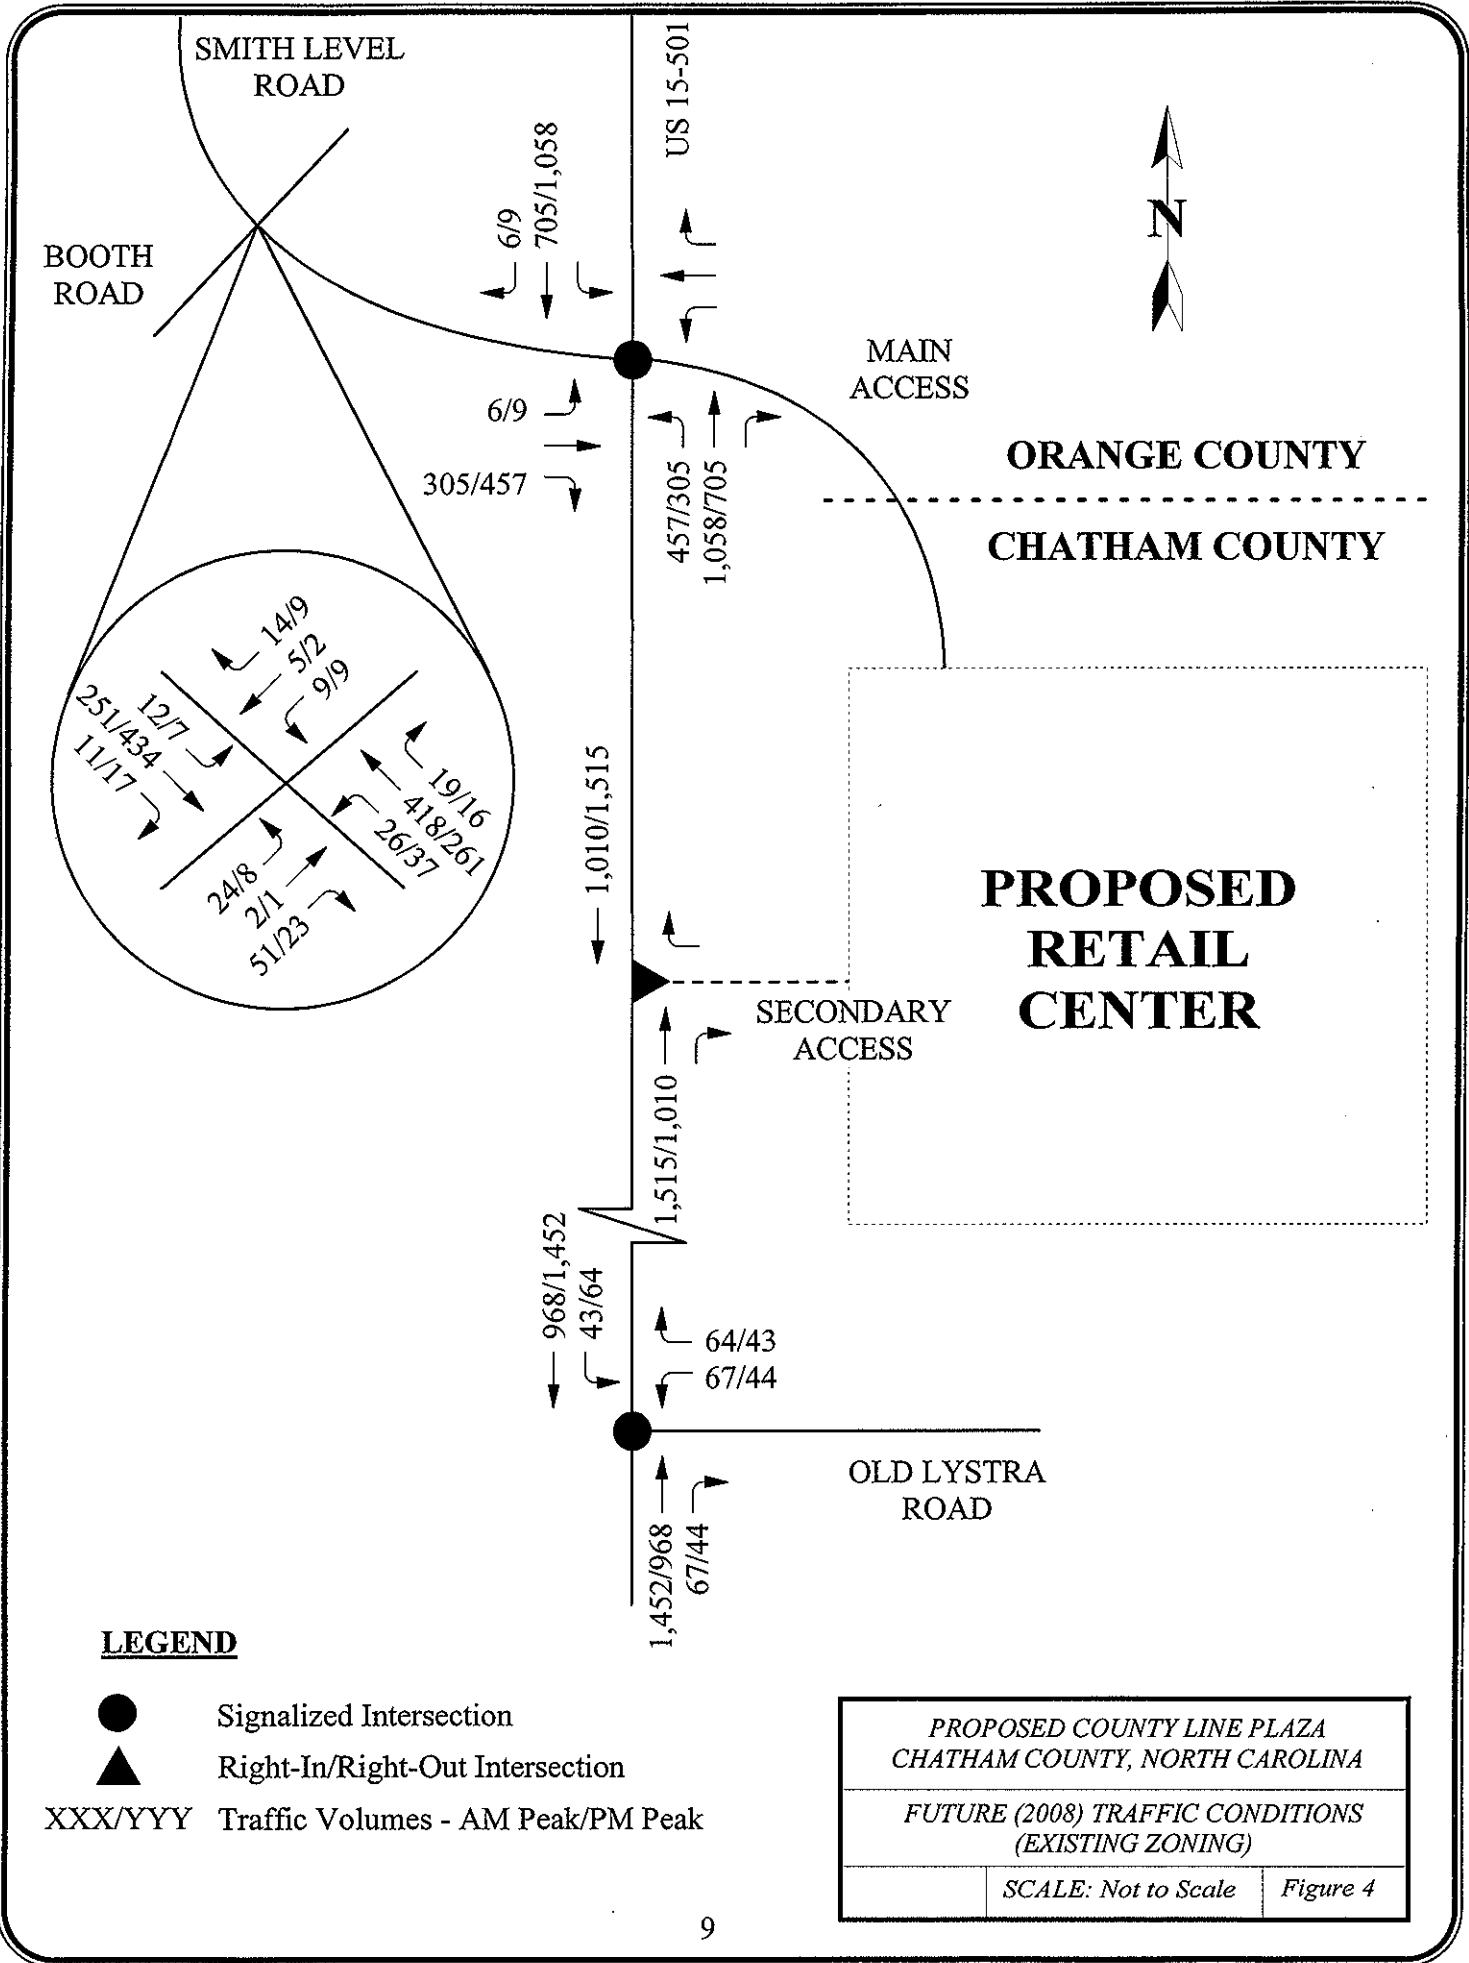 SMITH LEVEL
ROAD
US 15-501
6/9
705/1,058
N
BOOTH
ROAD
MAIN
ACCESS
6/9
305/457
457/305
1,058/705
ORANGE COUNTY
CHATHAM COUNTY
14/9
5/2
9/9
12/7
251/434
11/17
19/16
418/261
26/37
24/8
2/1
51/23
1,010/1,515
PROPOSED
RETAIL
CENTER
SECONDARY
ACCESS
1,515/1,010
968/1,452
43/64
64/43
67/44
OLD LYSTRA
ROAD
1,452/968
67/44
LEGEND
Signalized Intersection
Right-In/Right-Out Intersection
XXX/YYY Traffic Volumes - AM Peak/PM Peak
PROPOSED COUNTY LINE PLAZA
CHATHAM COUNTY, NORTH CAROLINA
FUTURE (2008) TRAFFIC CONDITIONS
(EXISTING ZONING)
SCALE: Not to Scale Figure 4
9